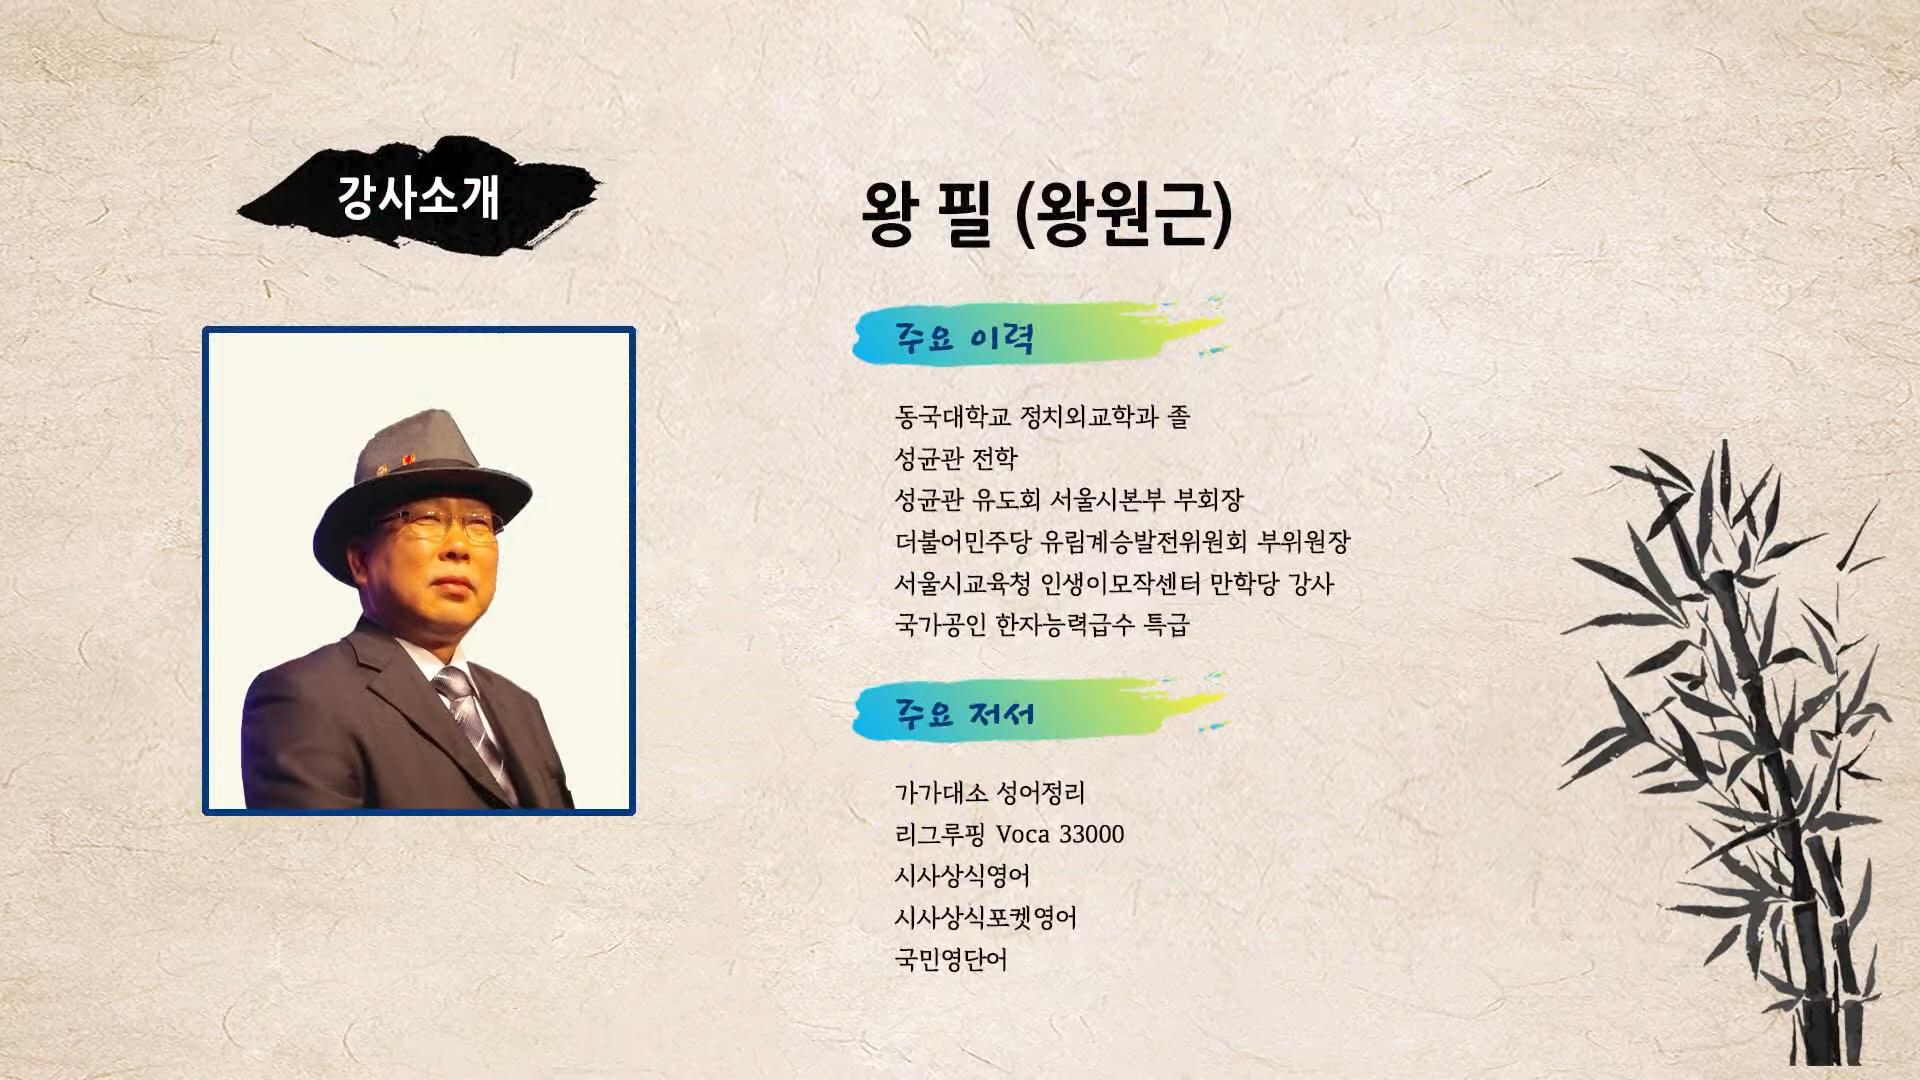 강사소개
왕 필 (왕원근)
주요 이력
동국대학교 정치외교학과 졸
성균관 전학
성균관 유도회 서울시본부 부회장
더불어민주당 유림계승발전위원회 부위원장
서울시교육청 인생이모작센터 만학당 강사
국가공인 한자능력급수 특급
주요 저서
가가대소 성어정리
리그루핑 Voca 33000
시사상식영어
시사상식포켓영어
국민영단어